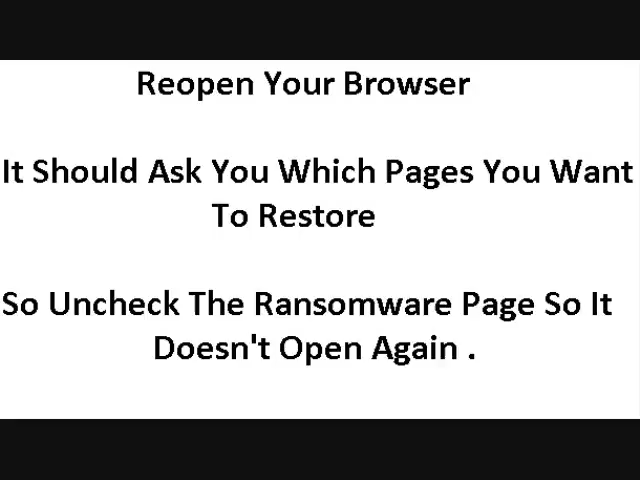 Reopen Your Browser
It Should Ask You Which Pages You Want
To Restore
So Uncheck The Ransomware Page So It
Doesn't Open Again .